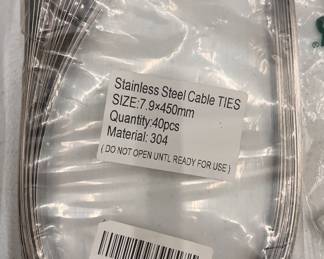 Stainless Steel Cable TIES
SIZE:7.9×450mm
Quantity:40pcs
Material: 304
( DO NOT OPEN UNTL READY FOR USE )